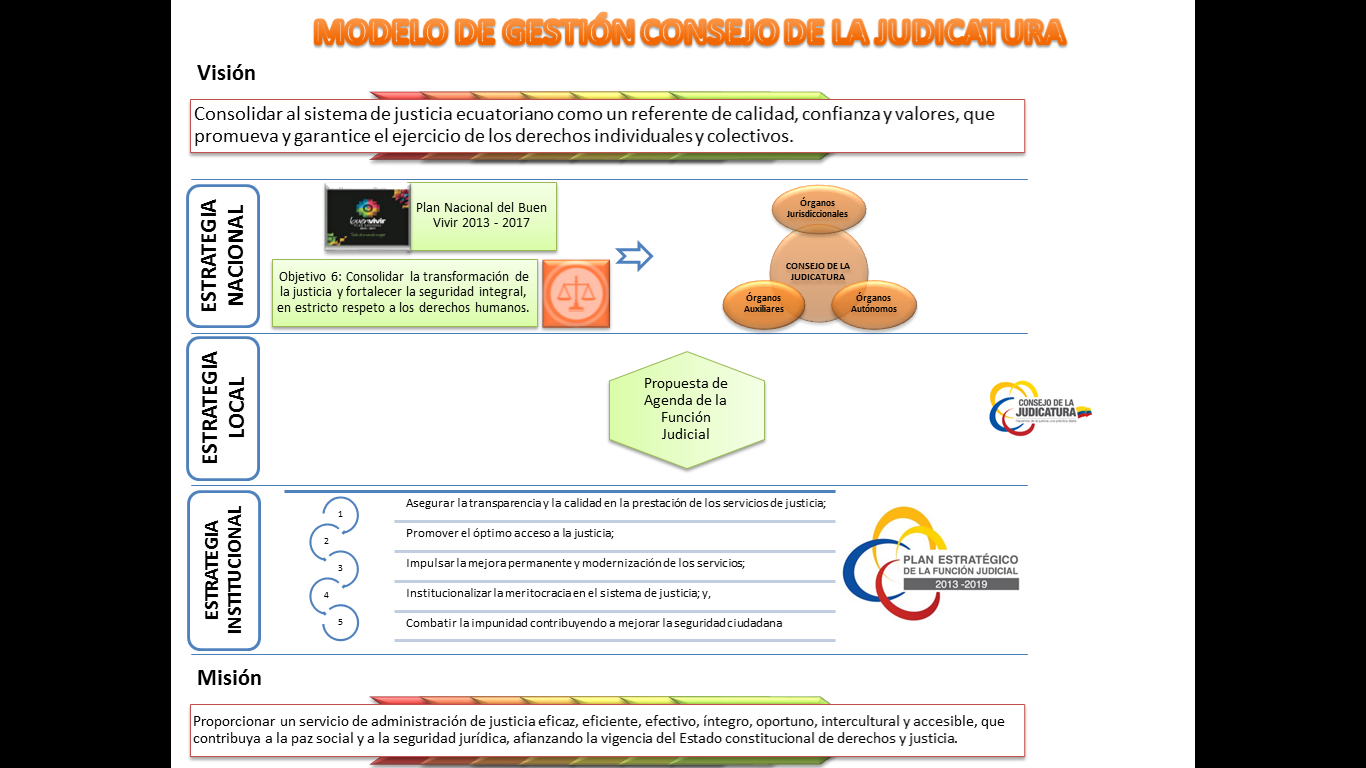 MODELO DE GESTIÓN CONSEJO DE LA JUDICATURA
Visión
Consolidar al sistema de justicia ecuatoriano como un referente de calidad, confianza y valores, que
promueva y garantice el ejercicio de los derechos individuales y colectivos.
ESTRATEGIA
NACIONAL
buen vivir
Plan Nacional del Buen
Vivir 2013 - 2017
Objetivo 6: Consolidar la transformación de
la justicia y fortalecer la seguridad integral,
en estricto respeto a los derechos humanos.
Órganos
Jurisdiccionales
CONSEJO DE LA
JUDICATURA
Órganos
Auxiliares
Órganos
Autónomos
ESTRATEGIA
LOCAL
Propuesta de
Agenda de la
Función
Judicial
CONSEJO DE LA
JUDICATURA
ESTRATEGIA
INSTITUCIONAL
1
Asegurar la transparencia y la calidad en la prestación de los servicios de justicia;
2
Promover el óptimo acceso a la justicia;
3
Impulsar la mejora permanente y modernización de los servicios;
4
Institucionalizar la meritocracia en el sistema de justicia; y,
5
Combatir la impunidad contribuyendo a mejorar la seguridad ciudadana
PLAN ESTRATÉGICO
DE LA FUNCIÓN JUDICIAL
2013 -2019
Misión
Proporcionar un servicio de administración de justicia eficaz, eficiente, efectivo, íntegro, oportuno, intercultural y accesible, que
contribuya a la paz social y a la seguridad jurídica, afianzando la vigencia del Estado constitucional de derechos y justicia.